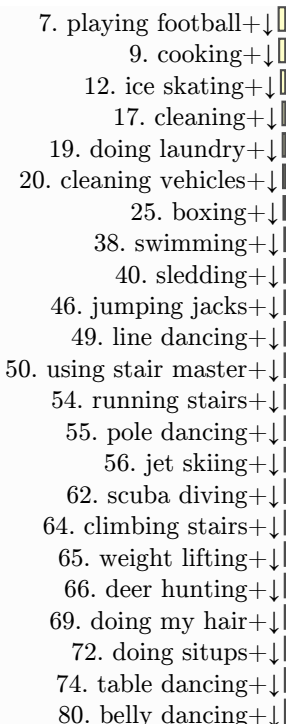 7. playing football+↓
9. cooking+↓
12. ice skating+↓
17. cleaning+↓
19. doing laundry+↓
20. cleaning vehicles+↓
25. boxing+↓
38. swimming+↓
40. sledding+↓
46. jumping jacks+↓
49. line dancing+↓
50. using stair master+↓
54. running stairs+↓
55. pole dancing+↓
56. jet skiing+↓
62. scuba diving+↓
64. climbing stairs+↓
65. weight lifting+↓
66. deer hunting+↓
69. doing my hair+↓
72. doing situps+↓
74. table dancing+↓
80. belly dancing+↓